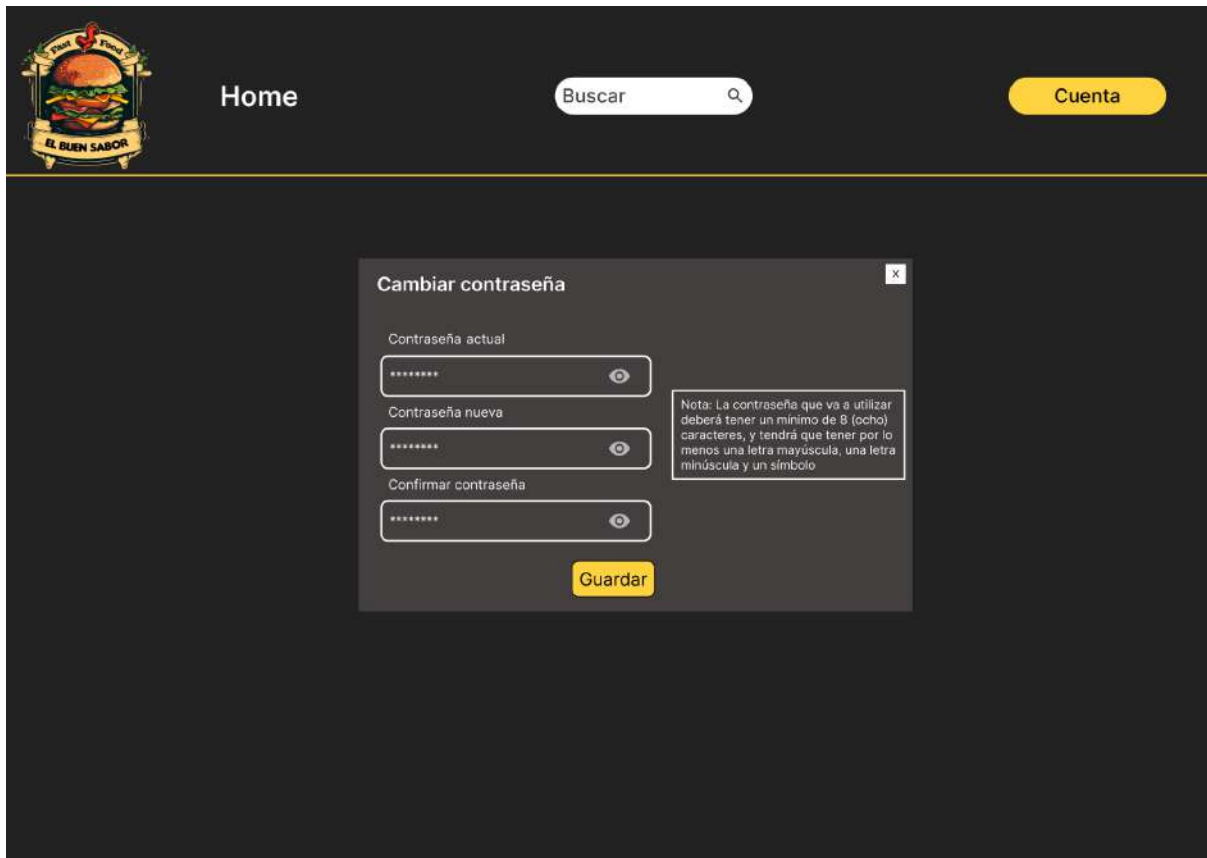 Fast Food
EL BUEN SABOR
Home
Buscar
Cuenta
Cambiar contraseña
x
Contraseña actual
********
Contraseña nueva
********
Confirmar contraseña
********
Nota: La contraseña que va a utilizar
deberá tener un mínimo de 8 (ocho)
caracteres, y tendrá que tener por lo
menos una letra mayúscula, una letra
minúscula y un símbolo
Guardar